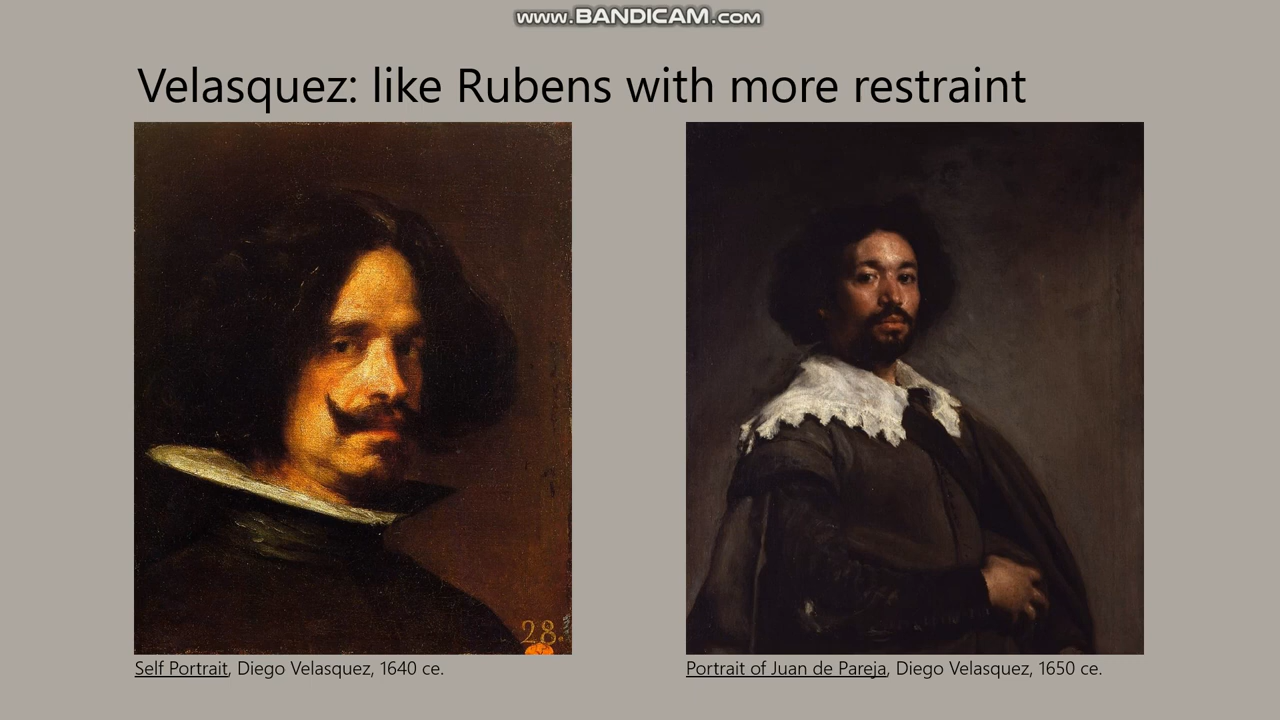 www.BANDICAM.com
Velasquez: like Rubens with more restraint
28.
Self Portrait, Diego Velasquez, 1640 ce.
Portrait of Juan de Pareja, Diego Velasquez, 1650 ce.